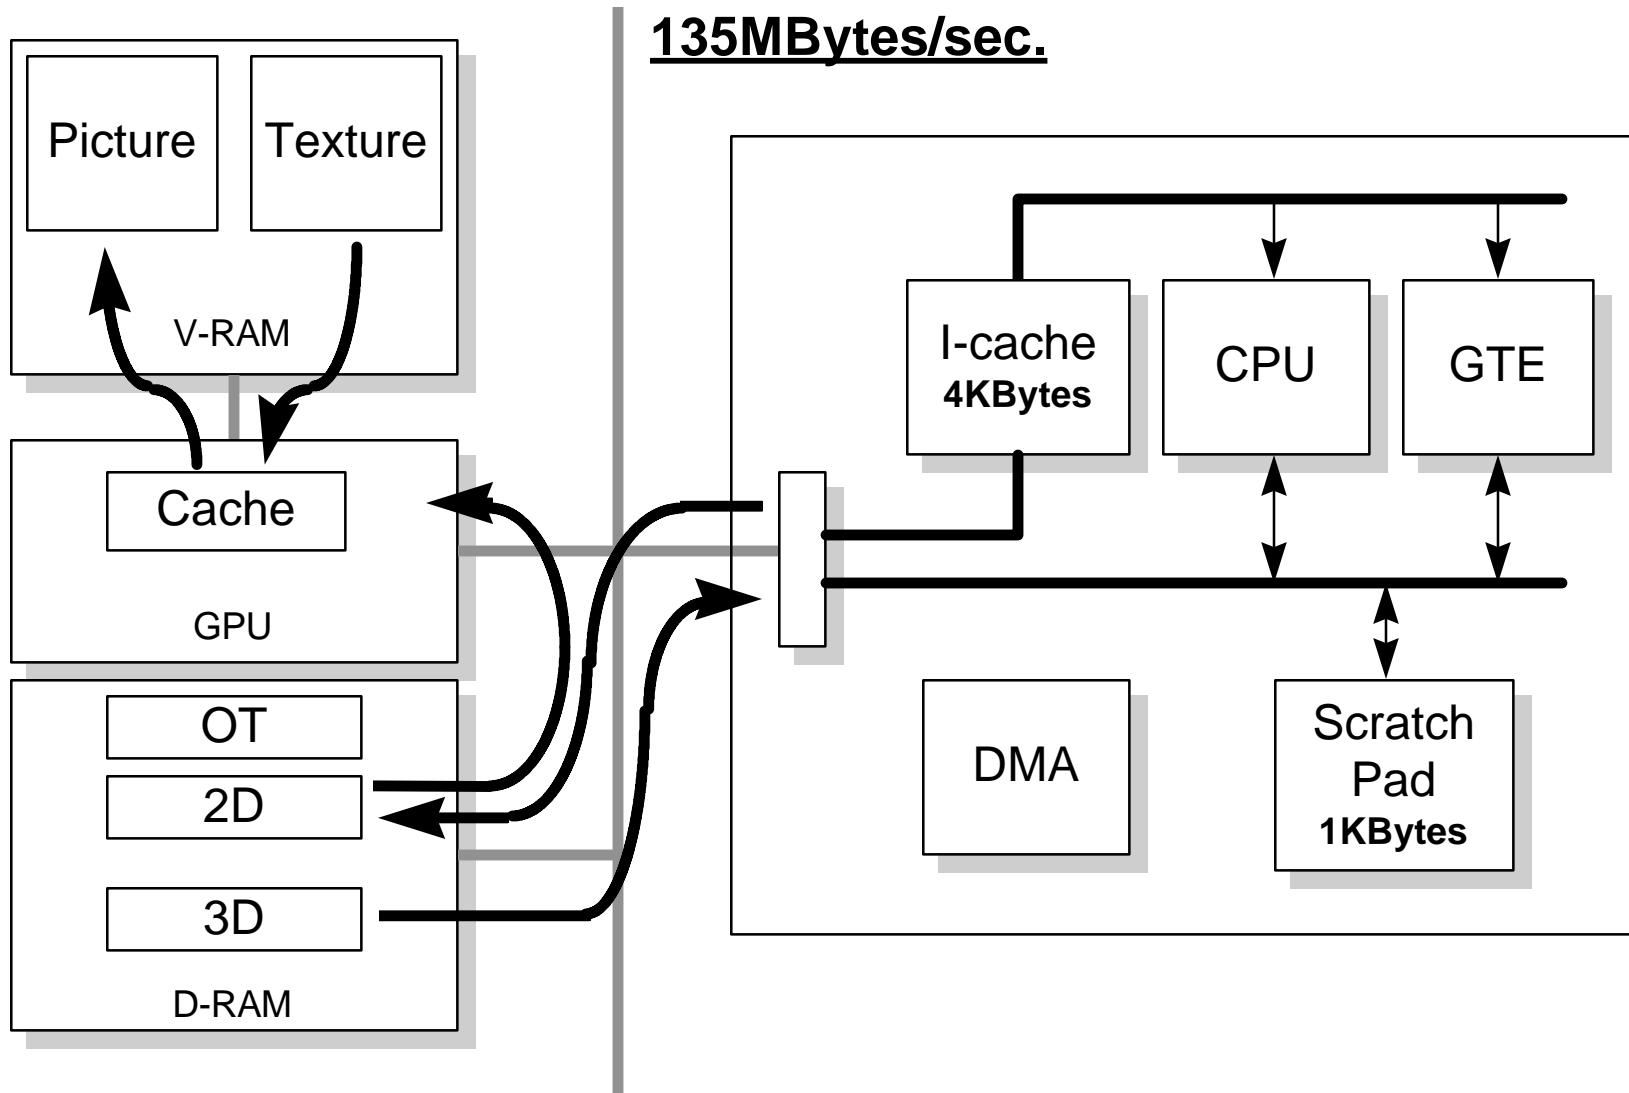 135MBytes/sec.
Picture
Texture
V-RAM
Cache
GPU
OT
2D
3D
D-RAM
I-cache
4KBytes
CPU
GTE
DMA
Scratch
Pad
1KBytes